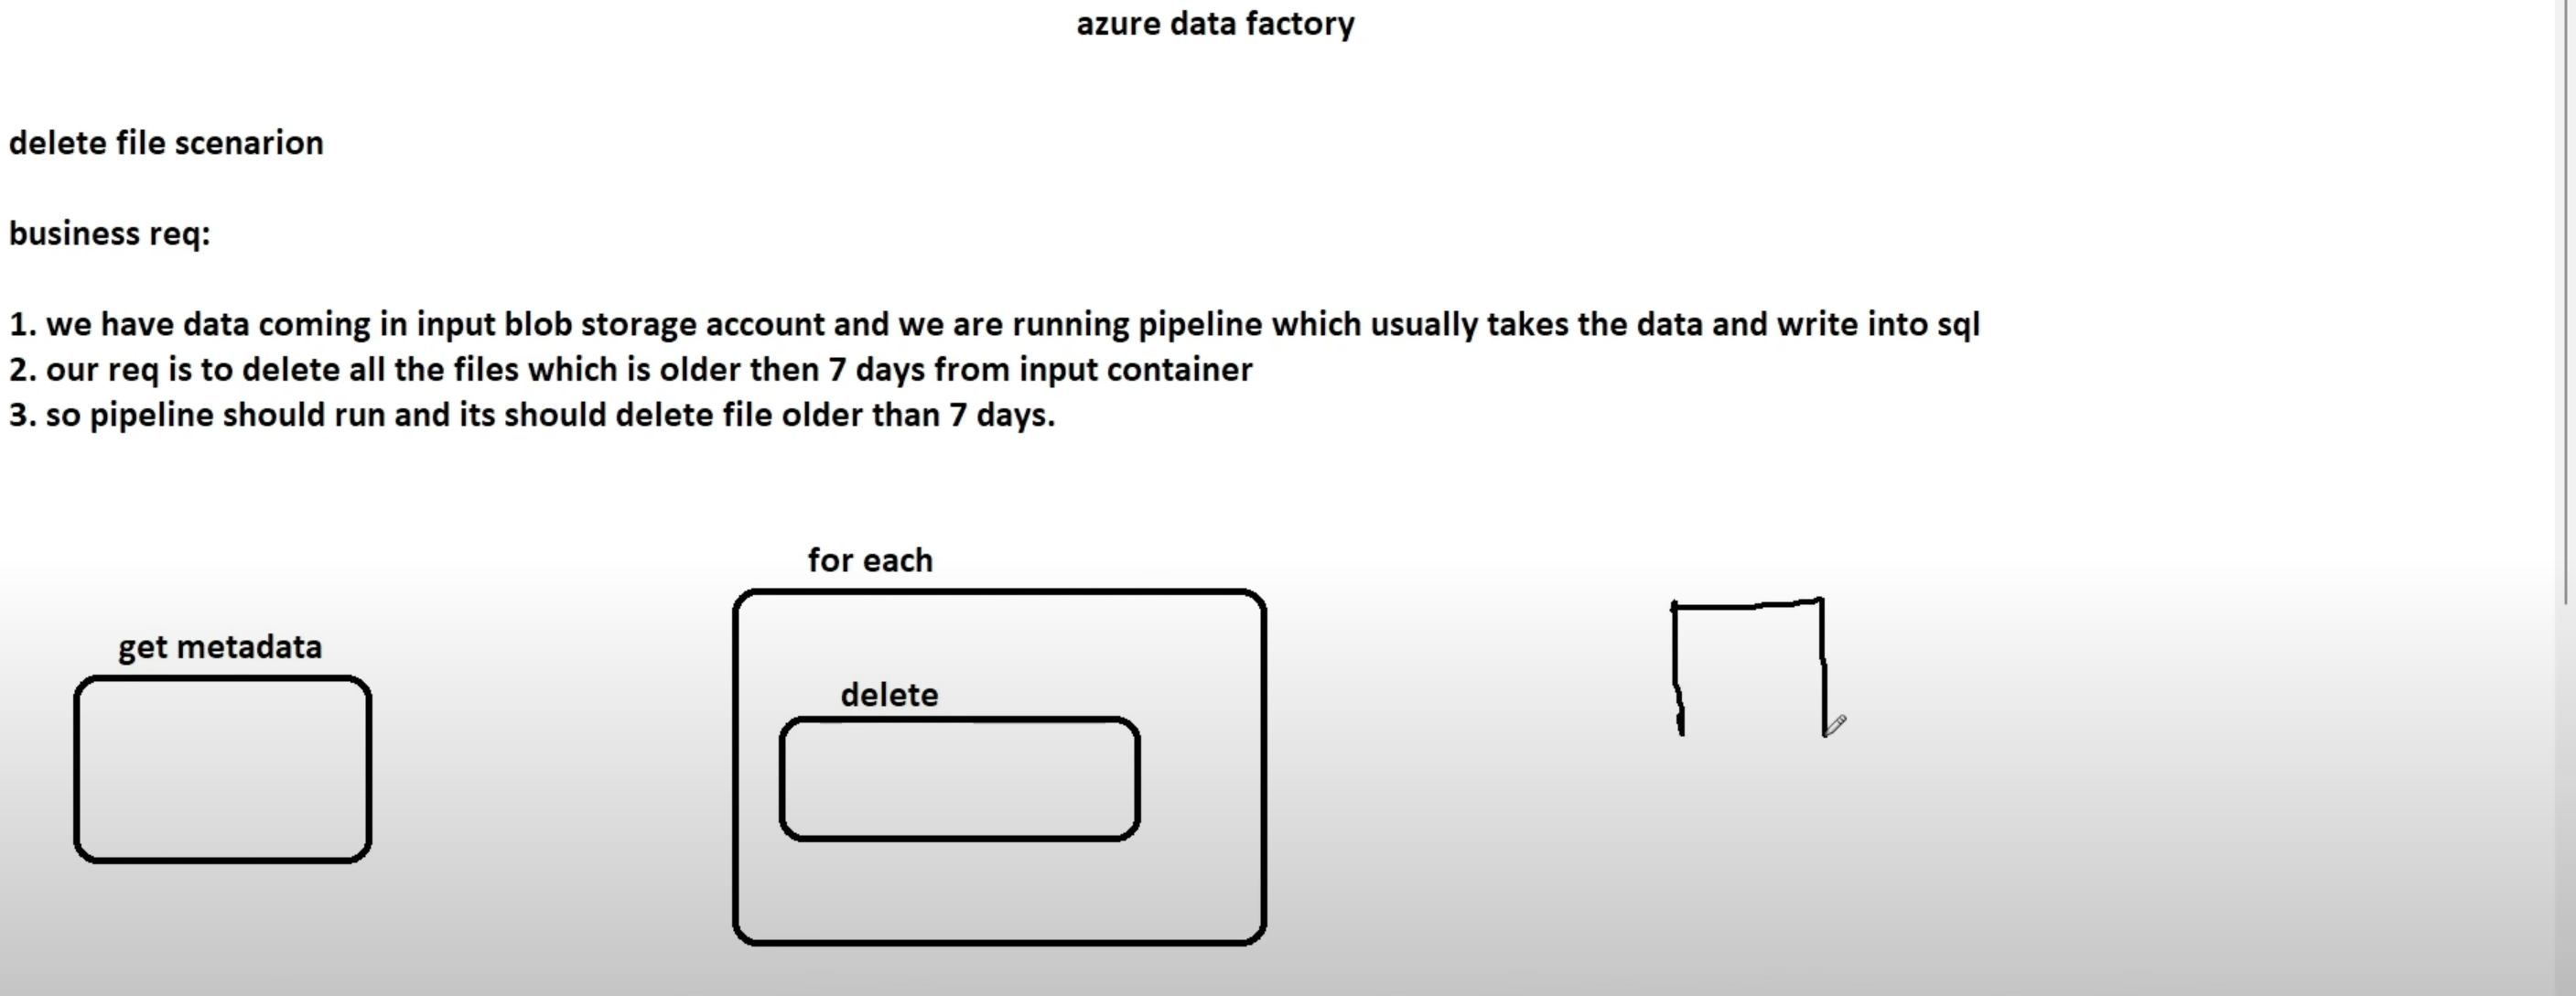 azure data factory
delete file scenarion
business req:
1. we have data coming in input blob storage account and we are running pipeline which usually takes the data and write into sql
2. our req is to delete all the files which is older then 7 days from input container
3. so pipeline should run and its should delete file older than 7 days.
for each
get metadata
delete